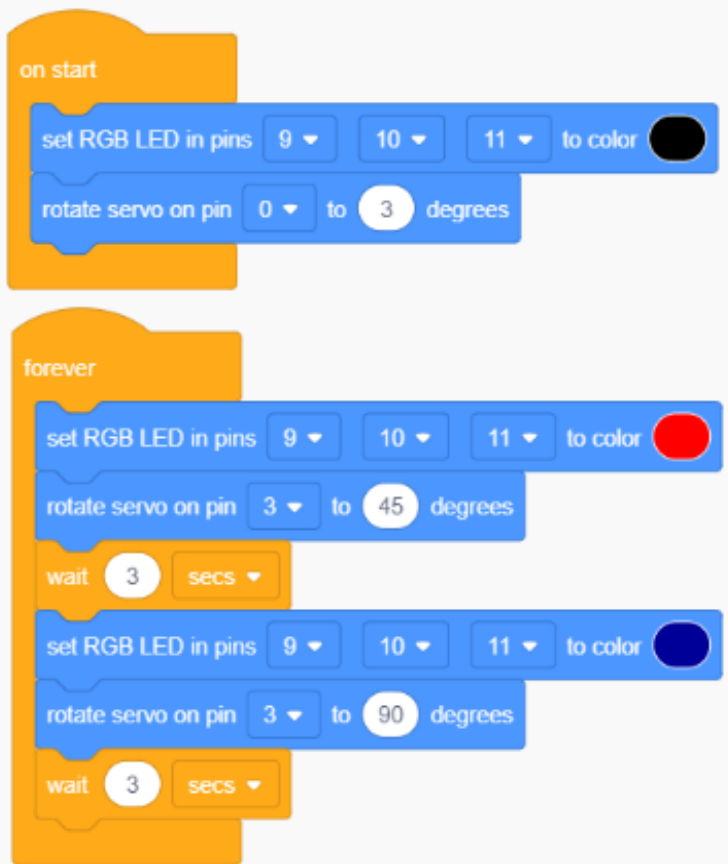 on start
set RGB LED in pins 9 10 11 to color
rotate servo on pin 0 to 3 degrees
forever
set RGB LED in pins 9 10 11 to color
rotate servo on pin 3 to 45 degrees
wait 3 secs
set RGB LED in pins 9 10 11 to color
rotate servo on pin 3 to 90 degrees
wait 3 secs